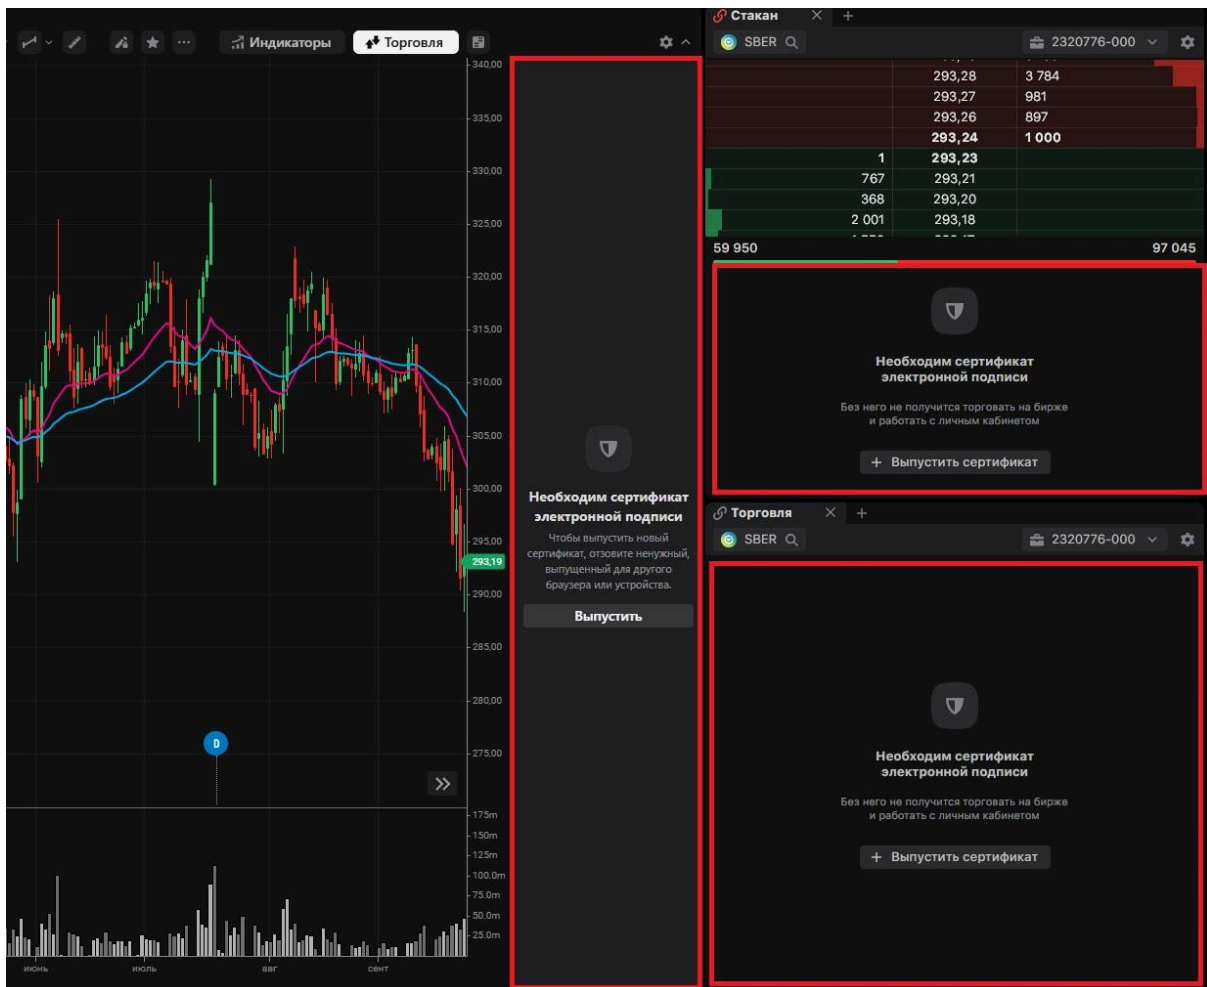 Индикаторы
Торговля
340,00
335,00
330,00
325,00
320,00
315,00
310,00
305,00
300,00
295,00
293,19
290,00
285,00
280,00
275,00
D
175m
150m
125m
100.0m
75.0m
50.0m
25.0m
июнь июль авг сент
Необходим сертификат
электронной подписи
Чтобы выпустить новый
сертификат, отзовите ненужный,
выпущенный для другого
браузера или устройства.
Выпустить
Стакан
SBER 2320776-000
293,28 3 784
293,27 981
293,26 897
293,24 1 000
1 293,23
767 293,21
368 293,20
2 001 293,18
59 950 97 045
Необходим сертификат
электронной подписи
Без него не получится торговать на бирже
и работать с личным кабинетом
+ Выпустить сертификат
Торговля
SBER 2320776-000
Необходим сертификат
электронной подписи
Без него не получится торговать на бирже
и работать с личным кабинетом
+ Выпустить сертификат